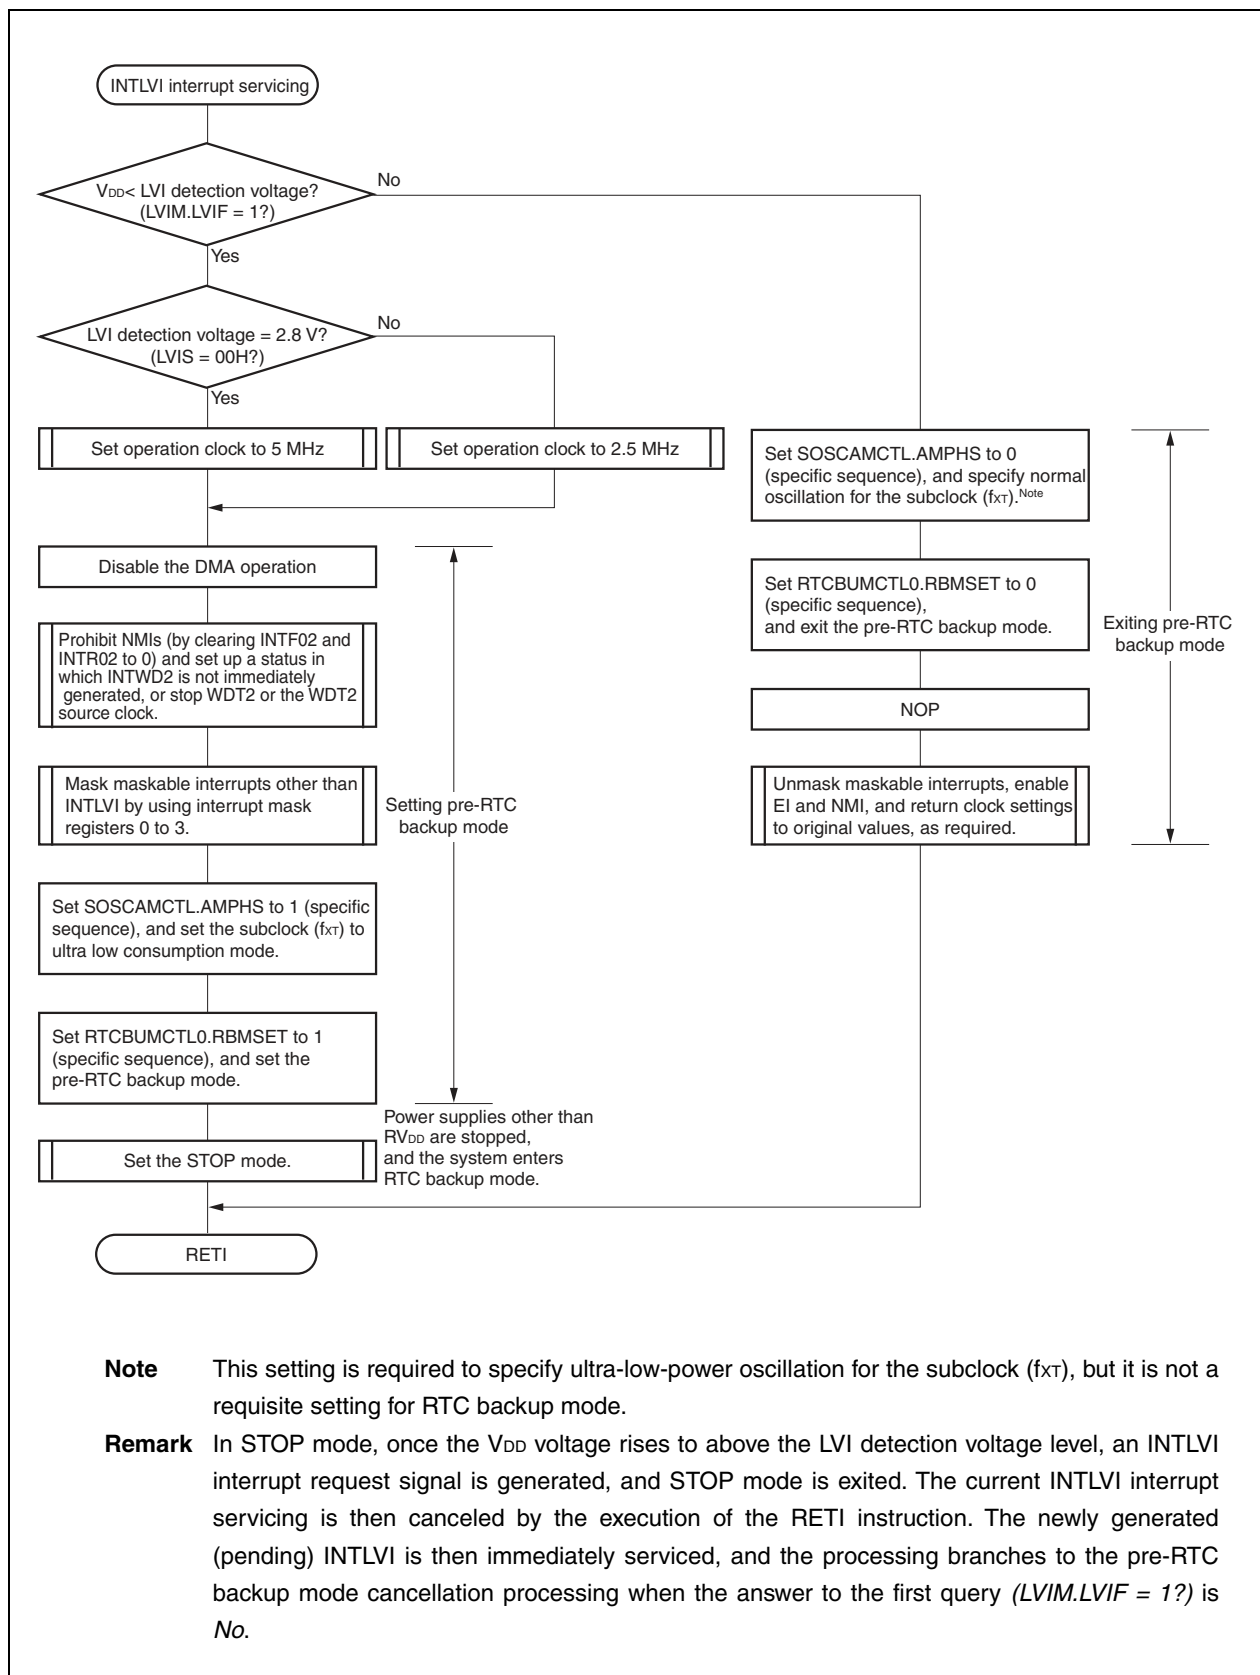 INTLVI interrupt servicing
VDD< LVI detection voltage?
(LVIM.LVIF = 1?)
No
Yes
LVI detection voltage = 2.8 V?
(LVIS = 00H?)
No
Yes
Set operation clock to 5 MHz
Set operation clock to 2.5 MHz
Disable the DMA operation
Prohibit NMIs (by clearing INTF02 and
INTR02 to 0) and set up a status in
which INTWD2 is not immediately
generated, or stop WDT2 or the WDT2
source clock.
Mask maskable interrupts other than
INTLVI by using interrupt mask
registers 0 to 3.
Setting pre-RTC
backup mode
Set SOSCAMCTL.AMPHS to 1 (specific
sequence), and set the subclock (fXT) to
ultra low consumption mode.
Set RTCBUMCTL0.RBMSET to 1
(specific sequence), and set the
pre-RTC backup mode.
Power supplies other than
RVDD are stopped,
and the system enters
RTC backup mode.
Set the STOP mode.
RETI
Set SOSCAMCTL.AMPHS to 0
(specific sequence), and specify normal
oscillation for the subclock (fXT).Note
Set RTCBUMCTL0.RBMSET to 0
(specific sequence),
and exit the pre-RTC backup mode.
NOP
Unmask maskable interrupts, enable
EI and NMI, and return clock settings
to original values, as required.
Exiting pre-RTC
backup mode
Note This setting is required to specify ultra-low-power oscillation for the subclock (fXT), but it is not a
requisite setting for RTC backup mode.
Remark In STOP mode, once the VDD voltage rises to above the LVI detection voltage level, an INTLVI
interrupt request signal is generated, and STOP mode is exited. The current INTLVI interrupt
servicing is then canceled by the execution of the RETI instruction. The newly generated
(pending) INTLVI is then immediately serviced, and the processing branches to the pre-RTC
backup mode cancellation processing when the answer to the first query (LVIM.LVIF = 1?) is
No.